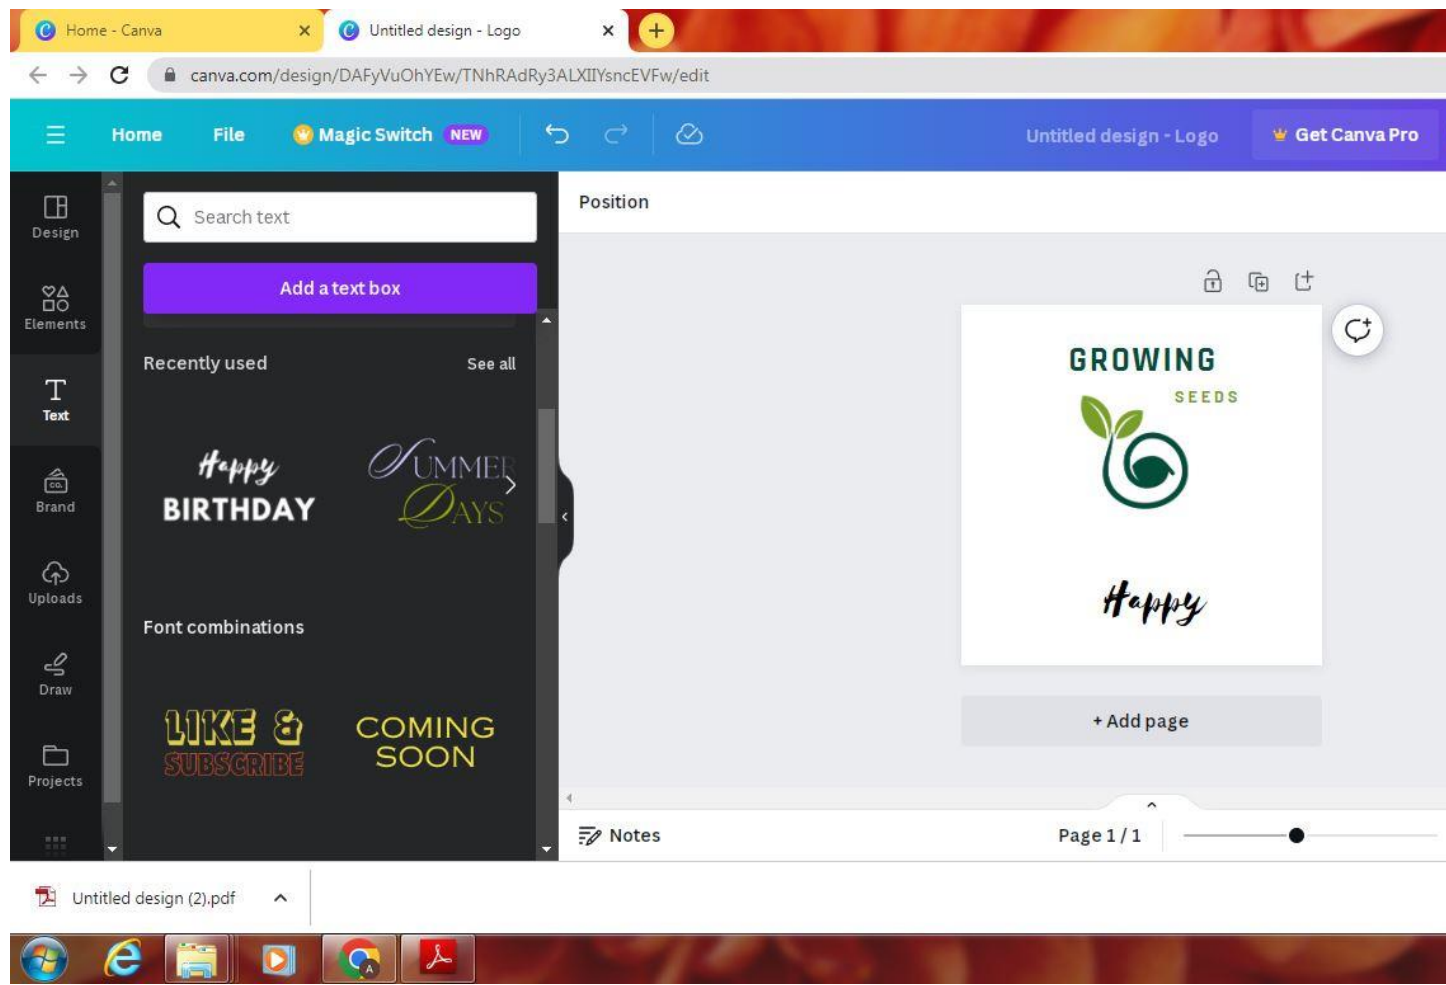 Home - Canva
Untitled design - Logo
canva.com/design/DAFyVuOhYEw/TNhRAdRy3ALXIIYsncEVFw/edit
Home File Magic Switch NEW Untitled design - Logo Get Canva Pro
Design
Elements
Text
Brand
CO.
Uploads
Draw
Projects
Search text
Add a text box
Recently used See all
Happy
BIRTHDAY
SUMMER
DAYS
Font combinations
LIKE &
SUBSCRIBE
COMING
SOON
Position
GROWING
SEEDS
Happy
+ Add page
Notes Page 1 / 1
Untitled design (2).pdf
A